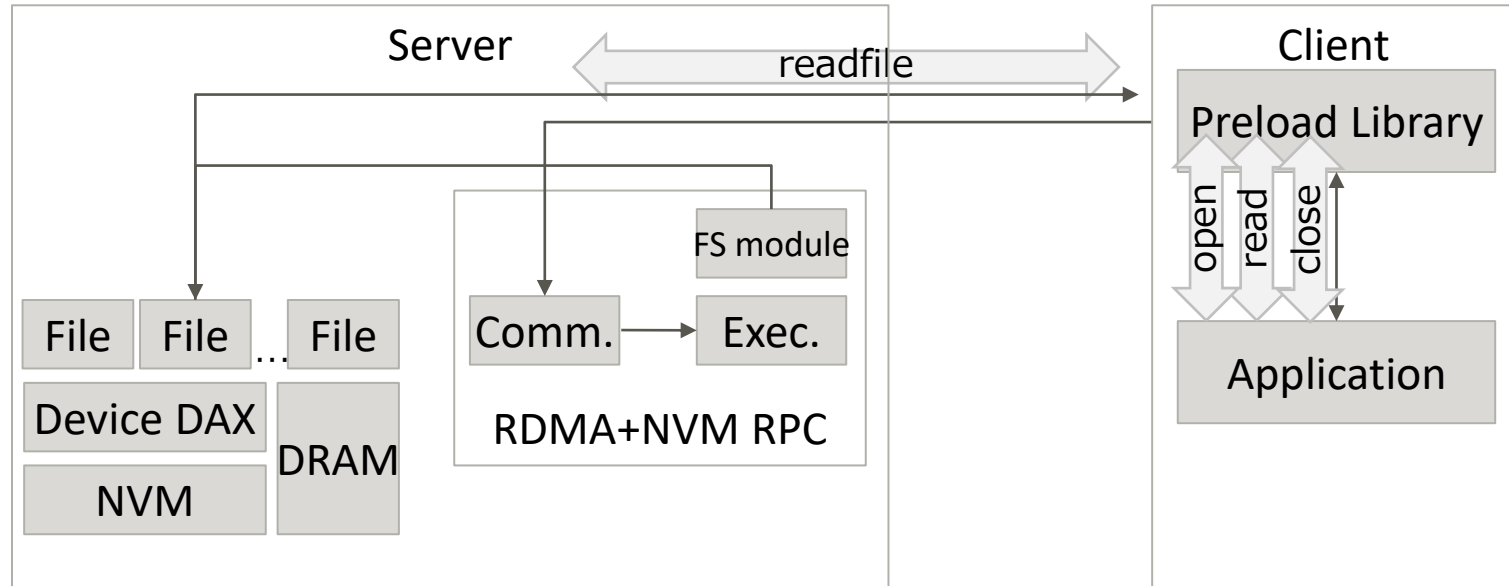 Server
readfile
Client
Preload Library
open
read
close
FS module
File
File
...
File
Comm.
Exec.
Application
Device DAX
DRAM
RDMA+NVM RPC
NVM